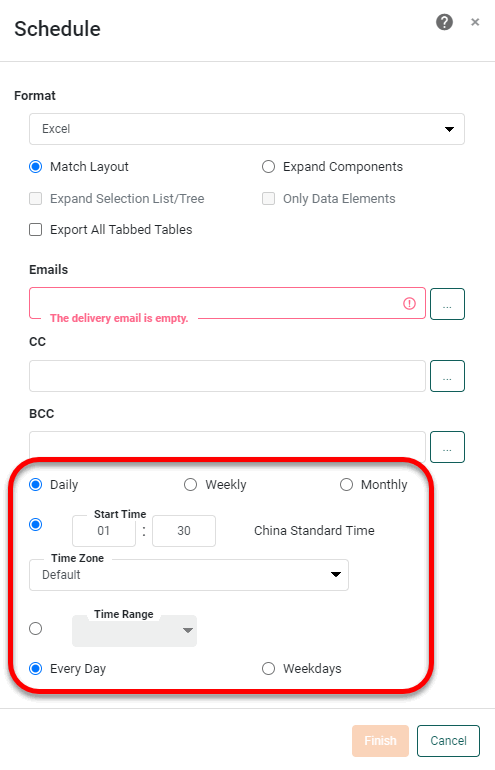 Schedule
?
×
Format
Excel
Match Layout Expand Components
Expand Selection List/Tree Only Data Elements
Export All Tabbed Tables
Emails
The delivery email is empty.
...
CC
...
BCC
...
Daily Weekly Monthly
Start Time
01 : 30 China Standard Time
Time Zone
Default
Time Range
Every Day Weekdays
Finish Cancel